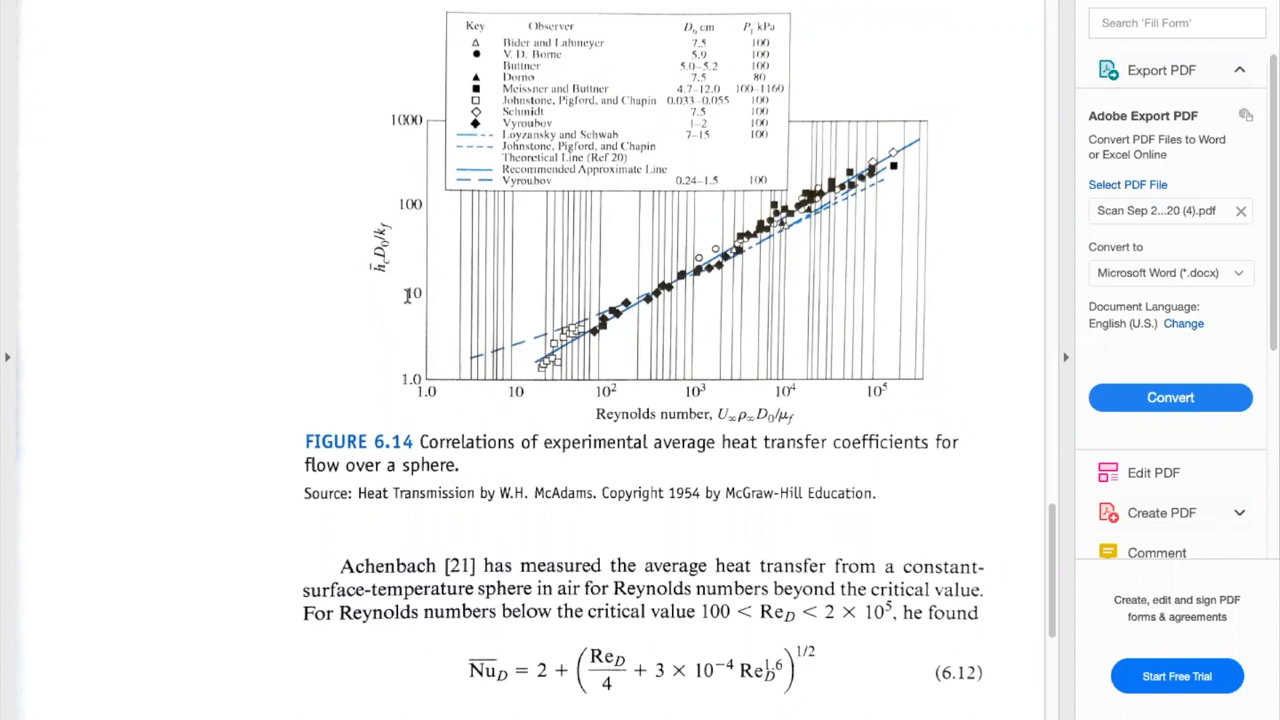 Key Observer D₀ cm P, kPa
Bider and Lahmeyer 7.5 100
V. D. Borne 5.9 100
Buttner 5.0–5.2 100
Dorno 7.5 80
Meissner and Buttner 4.7–12.0 100–1160
Johnstone, Pigford, and Chapin 0.033–0.055 100
Schmidt 7.5 100
Vyroubov 1–2 100
Loyzansky and Schwab 7–15 100
Johnstone, Pigford, and Chapin
Theoretical Line (Ref 20)
Recommended Approximate Line
Vyroubov 0.24–1.5 100
1000
100
10
1.0
h̄cD₀/kf
1.0 10 10² 10³ 10⁴ 10⁵
Reynolds number, U∞ρ∞D₀/μf
FIGURE 6.14 Correlations of experimental average heat transfer coefficients for
flow over a sphere.
Source: Heat Transmission by W.H. McAdams. Copyright 1954 by McGraw-Hill Education.
Achenbach [21] has measured the average heat transfer from a constant-
surface-temperature sphere in air for Reynolds numbers beyond the critical value.
For Reynolds numbers below the critical value 100 < ReD < 2 × 10⁵, he found
N̅u̅D = 2 + (ReD/4 + 3 × 10⁻⁴ ReD^1.6)^1/2 (6.12)
Search 'Fill Form'
Export PDF
Adobe Export PDF
Convert PDF Files to Word
or Excel Online
Select PDF File
Scan Sep 2...20 (4).pdf
Convert to
Microsoft Word (*.docx)
Document Language:
English (U.S.) Change
Convert
Edit PDF
Create PDF
Comment
Create, edit and sign PDF
forms & agreements
Start Free Trial